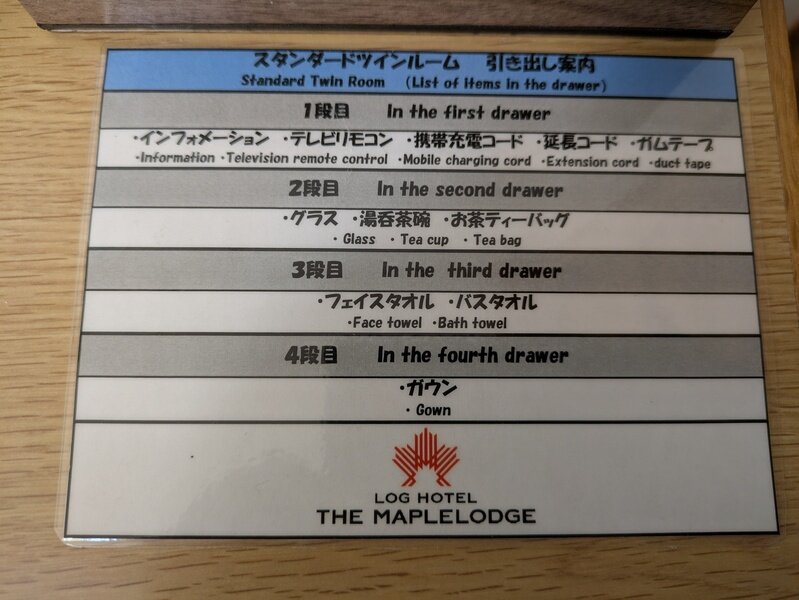 スタンダードツインルーム 引き出し案内
Standard Twin Room (List of items in the drawer)
1段目 In the first drawer
・インフォメーション ・テレビリモコン ・携帯充電コード ・延長コード ・ガムテープ
・Information ・Television remote control ・Mobile charging cord ・Extension cord ・duct tape
2段目 In the second drawer
・グラス ・湯呑茶碗 ・お茶ティーバッグ
・Glass ・Tea cup ・Tea bag
3段目 In the third drawer
・フェイスタオル ・バスタオル
・Face towel ・Bath towel
4段目 In the fourth drawer
・ガウン
・Gown
LOG HOTEL
THE MAPLELODGE